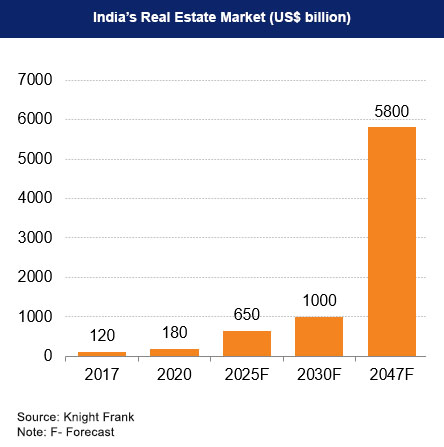 India's Real Estate Market (US$ billion)
7000
6000
5000
4000
3000
2000
1000
0
120
180
650
1000
5800
2017
2020
2025F
2030F
2047F
Source: Knight Frank
Note: F- Forecast